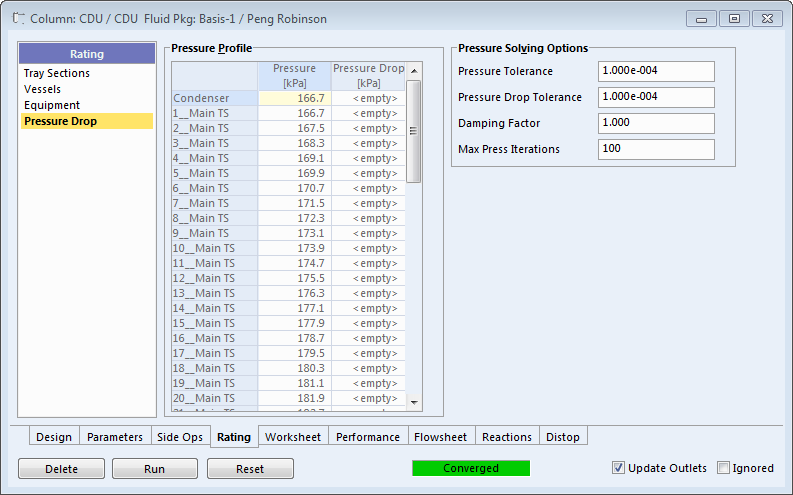 Column: CDU / CDU Fluid Pkg: Basis-1 / Peng Robinson
Rating
Tray Sections
Vessels
Equipment
Pressure Drop
Pressure Profile
Pressure Pressure Drop
[kPa] [kPa]
Condenser 166.7 <empty>
1__Main TS 166.7 <empty>
2__Main TS 167.5 <empty>
3__Main TS 168.3 <empty>
4__Main TS 169.1 <empty>
5__Main TS 169.9 <empty>
6__Main TS 170.7 <empty>
7__Main TS 171.5 <empty>
8__Main TS 172.3 <empty>
9__Main TS 173.1 <empty>
10__Main TS 173.9 <empty>
11__Main TS 174.7 <empty>
12__Main TS 175.5 <empty>
13__Main TS 176.3 <empty>
14__Main TS 177.1 <empty>
15__Main TS 177.9 <empty>
16__Main TS 178.7 <empty>
17__Main TS 179.5 <empty>
18__Main TS 180.3 <empty>
19__Main TS 181.1 <empty>
20__Main TS 181.9 <empty>
Pressure Solving Options
Pressure Tolerance 1.000e-004
Pressure Drop Tolerance 1.000e-004
Damping Factor 1.000
Max Press Iterations 100
Design Parameters Side Ops Rating Worksheet Performance Flowsheet Reactions Distop
Delete Run Reset Converged Update Outlets Ignored